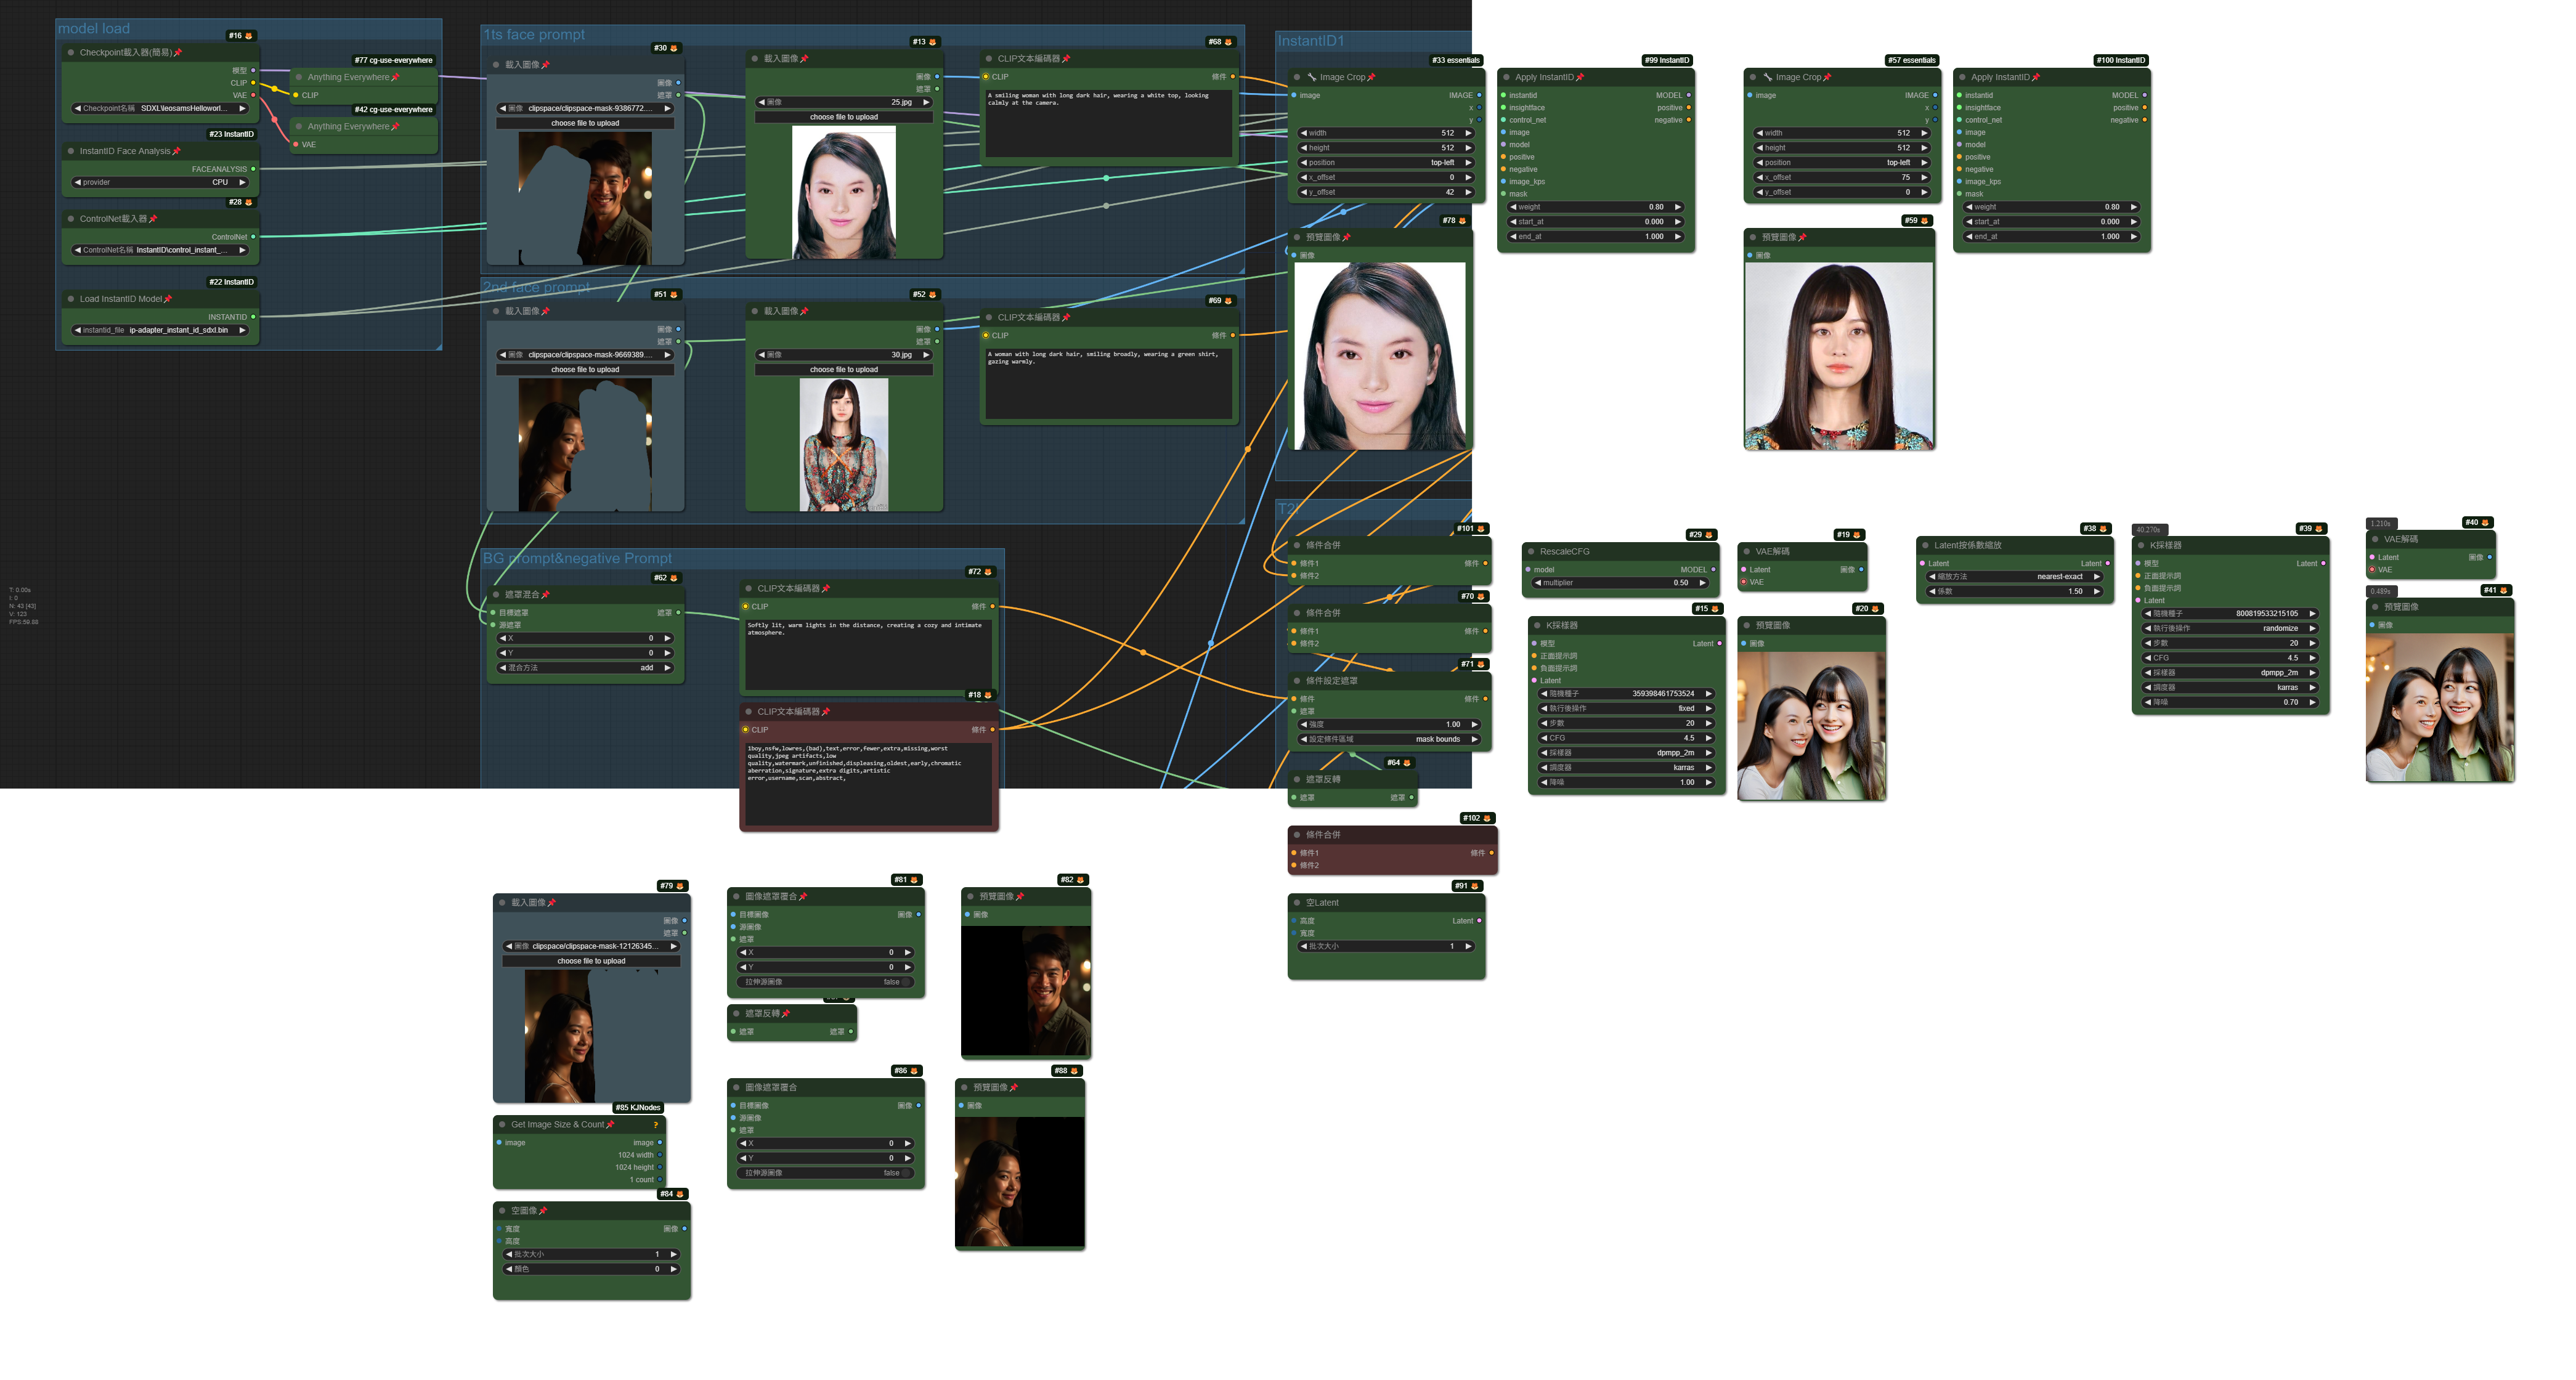 model load
#16
Checkpoint載入器(簡易)
模型
CLIP
VAE
Checkpoint名稱 SDXL\leosamsHelloworl...
#77 cg-use-everywhere
Anything Everywhere
CLIP
#42 cg-use-everywhere
Anything Everywhere
VAE
#23 InstantID
InstantID Face Analysis
FACEANALYSIS
provider CPU
#28
ControlNet載入器
ControlNet
ControlNet名稱 InstantID\control_instant_...
#22 InstantID
Load InstantID Model
INSTANTID
instantid_file ip-adapter_instant_id_sdxl.bin
1ts face prompt
#30
載入圖像
圖像
遮罩
圖像 clipspace/clipspace-mask-9386772....
choose file to upload
#13
載入圖像
圖像
遮罩
圖像 25.jpg
choose file to upload
#68
CLIP文本編碼器
CLIP 條件
A smiling woman with long dark hair, wearing a white top, looking
calmly at the camera.
2nd face prompt
#51
載入圖像
圖像
遮罩
圖像 clipspace/clipspace-mask-9669389....
choose file to upload
#52
載入圖像
圖像
遮罩
圖像 30.jpg
choose file to upload
#69
CLIP文本編碼器
CLIP 條件
A woman with long dark hair, smiling broadly, wearing a green shirt,
gazing warmly.
BG prompt&negative Prompt
#62
遮罩混合
目標遮罩 遮罩
源遮罩
X 0
Y 0
混合方法 add
#72
CLIP文本編碼器
CLIP 條件
Softly lit, warm lights in the distance, creating a cozy and intimate
atmosphere.
#18
CLIP文本編碼器
CLIP 條件
1boy,nsfw,lowres,(bad),text,error,fewer,extra,missing,worst
quality,jpeg artifacts,low
quality,watermark,unfinished,displeasing,oldest,early,chromatic
aberration,signature,extra digits,artistic
error,username,scan,abstract,
T: 0.00s
I: 0
N: 43 [43]
V: 123
InstantID1
#33 essentials
Image Crop
image IMAGE
x
y
width 512
height 512
position top-left
x_offset 0
y_offset 42
#99 InstantID
Apply InstantID
instantid MODEL
insightface positive
control_net negative
image
model
positive
negative
image_kps
mask
weight 0.80
start_at 0.000
end_at 1.000
#57 essentials
Image Crop
image IMAGE
x
y
width 512
height 512
position top-left
x_offset 75
y_offset 0
#100 InstantID
Apply InstantID
instantid MODEL
insightface positive
control_net negative
image
model
positive
negative
image_kps
mask
weight 0.80
start_at 0.000
end_at 1.000
#78
預覽圖像
圖像
#59
預覽圖像
圖像
#101
條件合併
條件1 條件
條件2
#70
條件合併
條件1 條件
條件2
#71
條件設定遮罩
條件 條件
遮罩
強度 1.00
設定條件區域 mask bounds
#64
遮罩反轉
遮罩 遮罩
#102
條件合併
條件1 條件
條件2
#91
空Latent
高度 Latent
寬度
批次大小 1
#29
RescaleCFG
model MODEL
multiplier 0.50
#15
K採樣器
模型 Latent
正面提示詞
負面提示詞
Latent
隨機種子 359398461753524
執行後操作 fixed
步數 20
CFG 4.5
採樣器 dpmpp_2m
調度器 karras
降噪 1.00
#19
VAE解碼
Latent 圖像
VAE
#20
預覽圖像
圖像
#38
Latent按係數縮放
Latent Latent
縮放方法 nearest-exact
係數 1.50
40.270s
#39
K採樣器
模型 Latent
正面提示詞
負面提示詞
Latent
隨機種子 800819533215105
執行後操作 randomize
步數 20
CFG 4.5
採樣器 dpmpp_2m
調度器 karras
降噪 0.70
1.210s
#40
VAE解碼
Latent 圖像
VAE
0.489s
#41
預覽圖像
圖像
#79
載入圖像
圖像
遮罩
圖像 clipspace/clipspace-mask-12126345...
choose file to upload
#81
圖像遮罩覆合
目標圖像 圖像
源圖像
遮罩
X 0
Y 0
拉伸源圖像 false
#82
預覽圖像
圖像
遮罩反轉
遮罩 遮罩
#86
圖像遮罩覆合
目標圖像 圖像
源圖像
遮罩
X 0
Y 0
拉伸源圖像 false
#88
預覽圖像
圖像
#85 KJNodes
Get Image Size & Count ?
image image
1024 width
1024 height
1 count
#84
空圖像
寬度 圖像
高度
批次大小 1
顏色 0